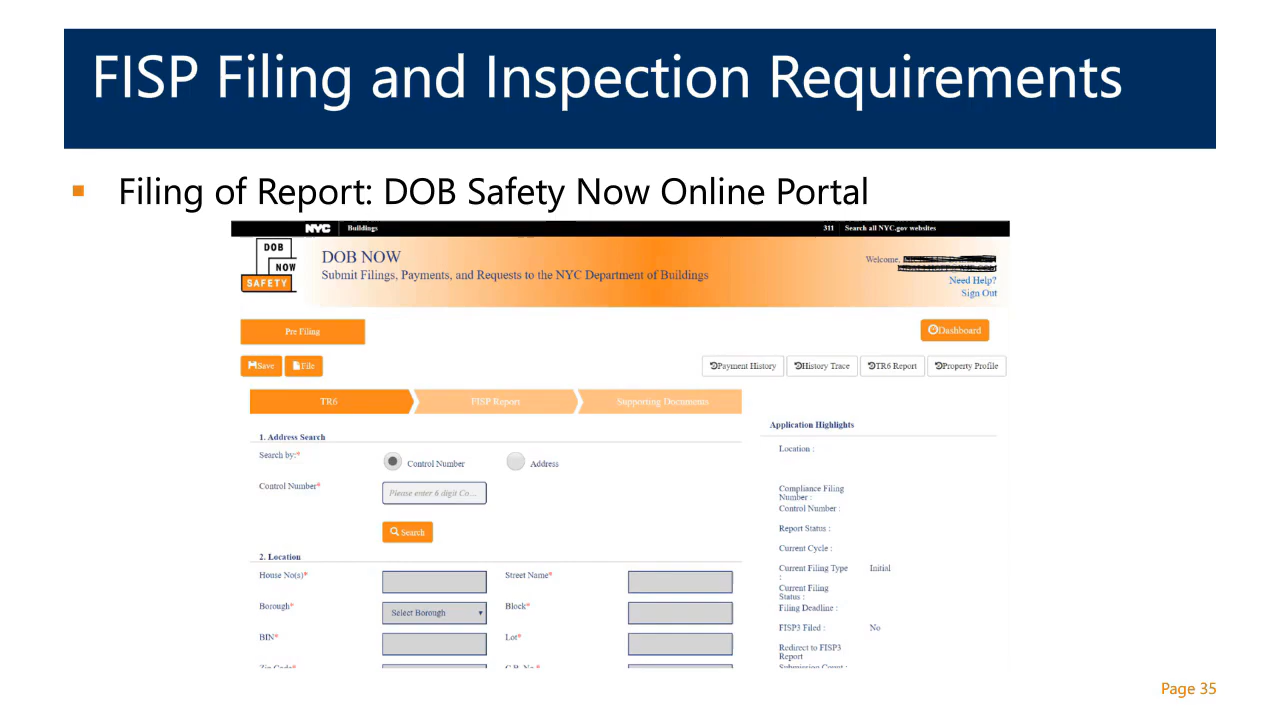 FISP Filing and Inspection Requirements
Filing of Report: DOB Safety Now Online Portal
NYC Buildings 311 Search all NYC.gov websites
DOB
NOW
SAFETY
DOB NOW
Submit Filings, Payments, and Requests to the NYC Department of Buildings
Welcome,
Need Help?
Sign Out
Pre Filing
Dashboard
Save File
Payment History History Trace TR6 Report Property Profile
TR6 FISP Report Supporting Documents
1. Address Search
Search by:* Control Number Address
Control Number* Please enter 6 digit Co...
Search
2. Location
House No(s)* Street Name*
Borough* Select Borough Block*
BIN* Lot*
Zip Code* C.B. No.*
Application Highlights
Location :
Compliance Filing
Number :
Control Number :
Report Status :
Current Cycle :
Current Filing Type Initial
:
Current Filing
Status :
Filing Deadline :
FISP3 Filed : No
Redirect to FISP3
Report
Submission Count :
Page 35